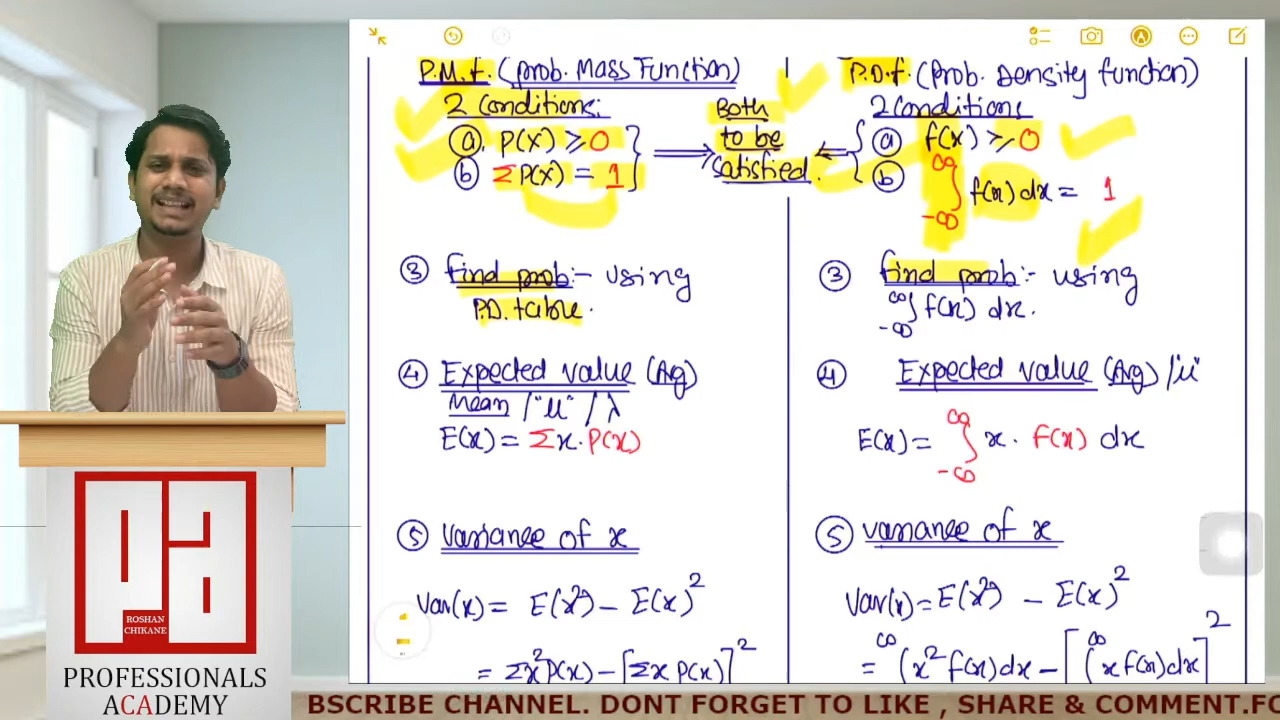 P.M.f. (prob. Mass Function)
2 Conditions:
(a). P(x) ≥ 0
(b) Σ P(x) = 1
Both
to be
satisfied.
P.D.f. (Prob. Density function)
2 Conditions
(a) f(x) ≥ 0
(b) ∞ ∫ -∞ f(x) dx = 1
③ find prob:- using
P.D. table.
③ find prob:- using
∞ ∫ -∞ f(x) dx.
④ Expected value (Avg)
Mean / "μ" / λ
E(x) = Σx. P(x)
④ Expected value (Avg) / "μ"
E(x) = ∞ ∫ -∞ x. f(x) dx
⑤ variance of x
Var(x) = E(x²) - E(x)²
= Σx²P(x) - [Σx P(x)]²
⑤ variance of x
Var(x) = E(x²) - E(x)²
= ∞ ∫ x² f(x) dx - [∞ ∫ x f(x) dx]²
ROSHAN
CHIKANE
PROFESSIONALS
ACADEMY
BSCRIBE CHANNEL. DONT FORGET TO LIKE , SHARE & COMMENT.FO